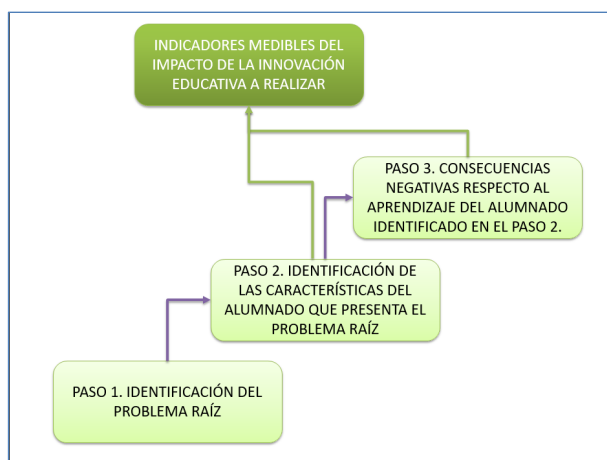 INDICADORES MEDIBLES DEL
IMPACTO DE LA INNOVACIÓN
EDUCATIVA A REALIZAR
PASO 3. CONSECUENCIAS
NEGATIVAS RESPECTO AL
APRENDIZAJE DEL ALUMNADO
IDENTIFICADO EN EL PASO 2.
PASO 2. IDENTIFICACIÓN DE
LAS CARACTERÍSTICAS DEL
ALUMNADO QUE PRESENTA EL
PROBLEMA RAÍZ
PASO 1. IDENTIFICACIÓN DEL
PROBLEMA RAÍZ